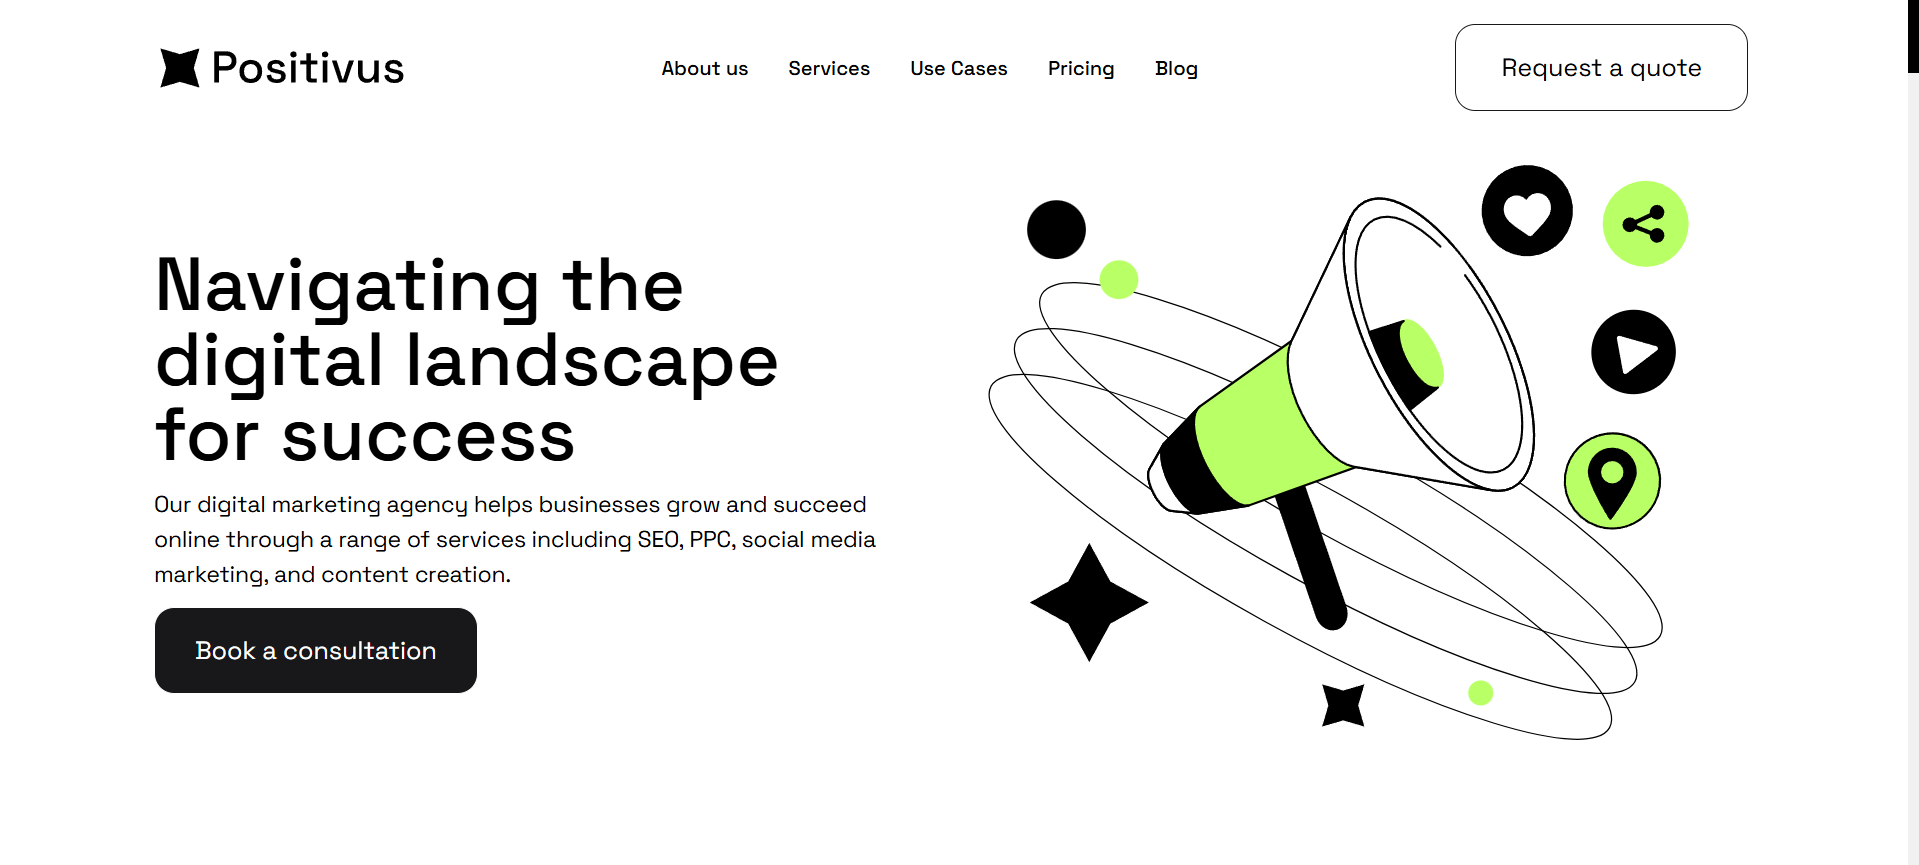 Positivus
About us
Services
Use Cases
Pricing
Blog
Request a quote
Navigating the
digital landscape
for success
Our digital marketing agency helps businesses grow and succeed
online through a range of services including SEO, PPC, social media
marketing, and content creation.
Book a consultation